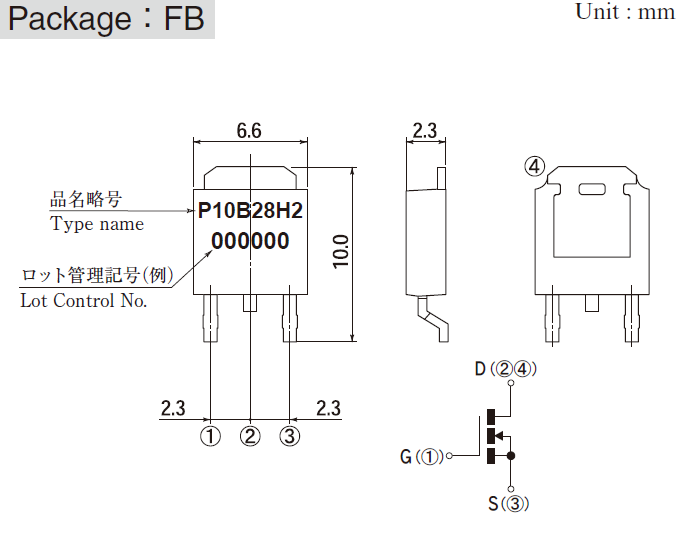 Package : FB
Unit : mm
6.6
2.3
④
品名略号
Type name
P10B28H2
000000
10.0
ロット管理記号(例)
Lot Control No.
2.3
2.3
①
②
③
D(②④)
G(①)
S(③)